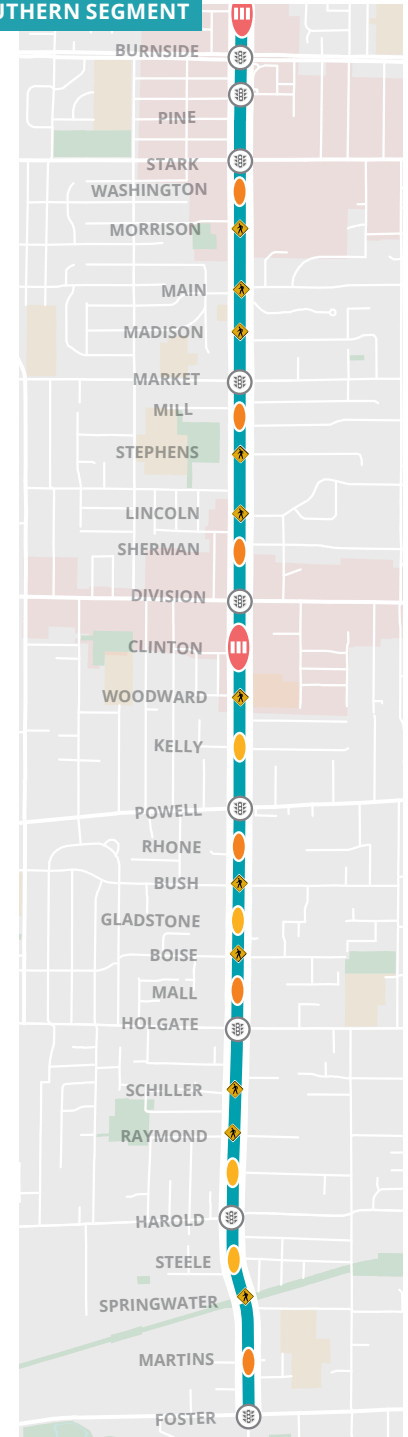 UTHERN SEGMENT
BURNSIDE
PINE
STARK
WASHINGTON
MORRISON
MAIN
MADISON
MARKET
MILL
STEPHENS
LINCOLN
SHERMAN
DIVISION
CLINTON
WOODWARD
KELLY
POWELL
RHONE
BUSH
GLADSTONE
BOISE
MALL
HOLGATE
SCHILLER
RAYMOND
HAROLD
STEELE
SPRINGWATER
MARTINS
FOSTER